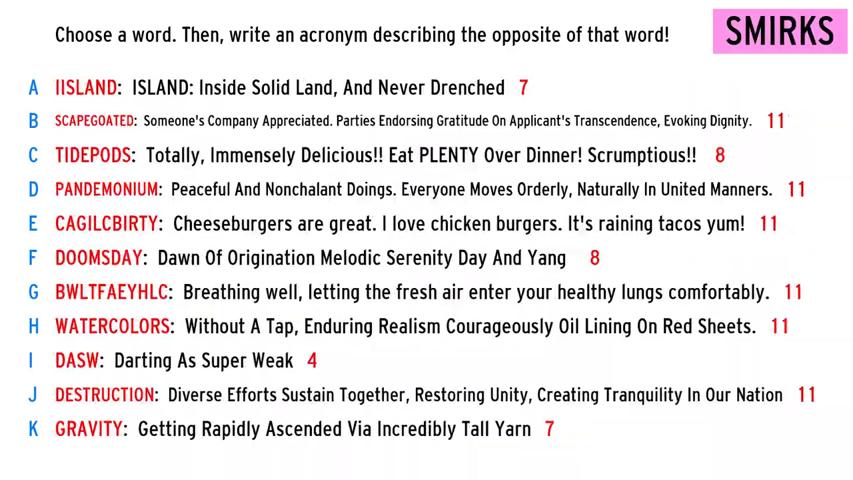 Choose a word. Then, write an acronym describing the opposite of that word!
SMIRKS
A IISLAND: ISLAND: Inside Solid Land, And Never Drenched 7
B SCAPEGOATED: Someone's Company Appreciated. Parties Endorsing Gratitude On Applicant's Transcendence, Evoking Dignity. 11
C TIDEPODS: Totally, Immensely Delicious!! Eat PLENTY Over Dinner! Scrumptious!! 8
D PANDEMONIUM: Peaceful And Nonchalant Doings. Everyone Moves Orderly, Naturally In United Manners. 11
E CAGILCBIRTY: Cheeseburgers are great. I love chicken burgers. It's raining tacos yum! 11
F DOOMSDAY: Dawn Of Origination Melodic Serenity Day And Yang 8
G BWLTFAEYHLC: Breathing well, letting the fresh air enter your healthy lungs comfortably. 11
H WATERCOLORS: Without A Tap, Enduring Realism Courageously Oil Lining On Red Sheets. 11
I DASW: Darting As Super Weak 4
J DESTRUCTION: Diverse Efforts Sustain Together, Restoring Unity, Creating Tranquility In Our Nation 11
K GRAVITY: Getting Rapidly Ascended Via Incredibly Tall Yarn 7